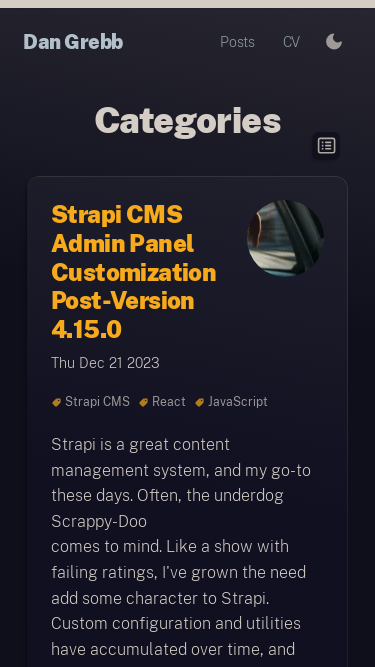 Dan Grebb
Posts
CV
Categories
Strapi CMS
Admin Panel
Customization
Post-Version
4.15.0
Thu Dec 21 2023
Strapi CMS
React
JavaScript
Strapi is a great content
management system, and my go-to
these days. Often, the underdog
Scrappy-Doo
comes to mind. Like a show with
failing ratings, I've grown the need
add some character to Strapi.
Custom configuration and utilities
have accumulated over time, and